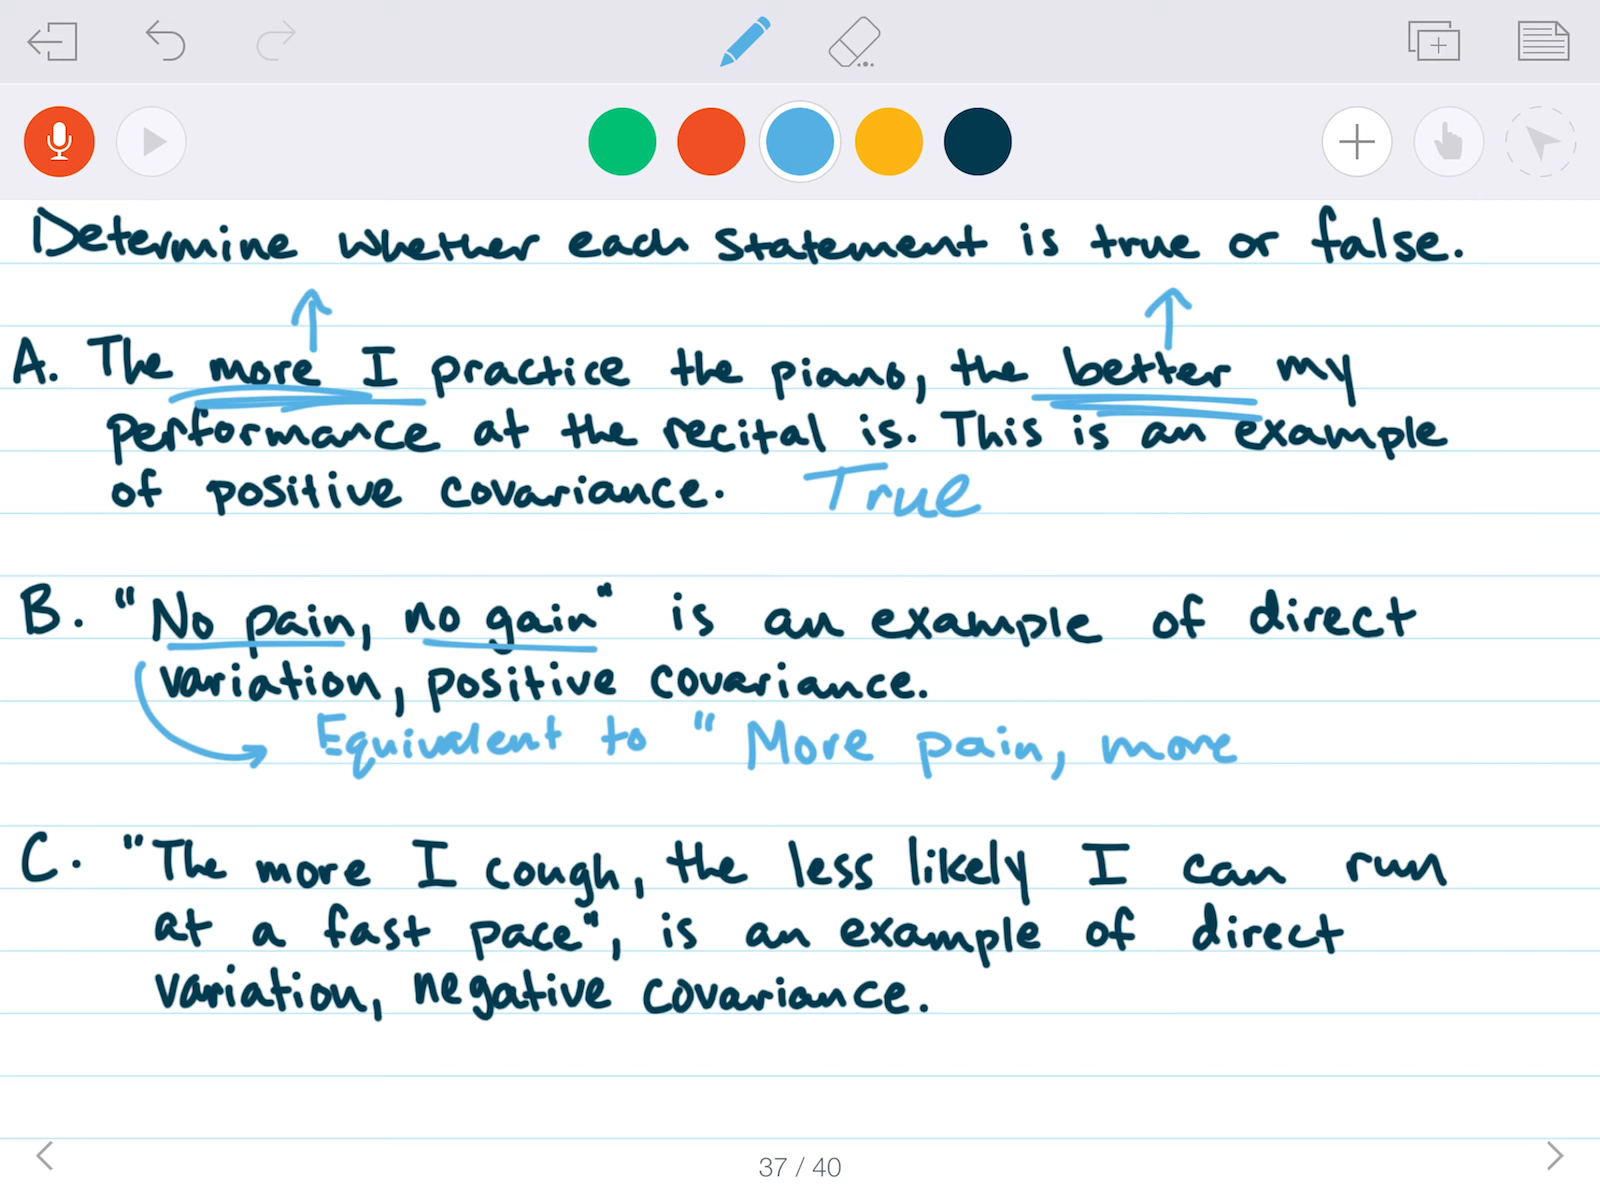 Determine whether each statement is true or false.
A. The more I practice the piano, the better my
performance at the recital is. This is an example
of positive covariance. True
B. "No pain, no gain" is an example of direct
variation, positive covariance.
Equivalent to " More pain, more
C. "The more I cough, the less likely I can run
at a fast pace", is an example of direct
variation, negative covariance.
37 / 40